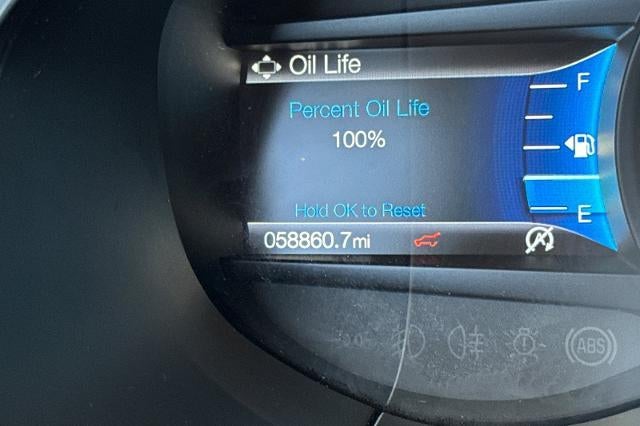 Oil Life
F
Percent Oil Life
100%
Hold OK to Reset
E
058860.7mi
ABS